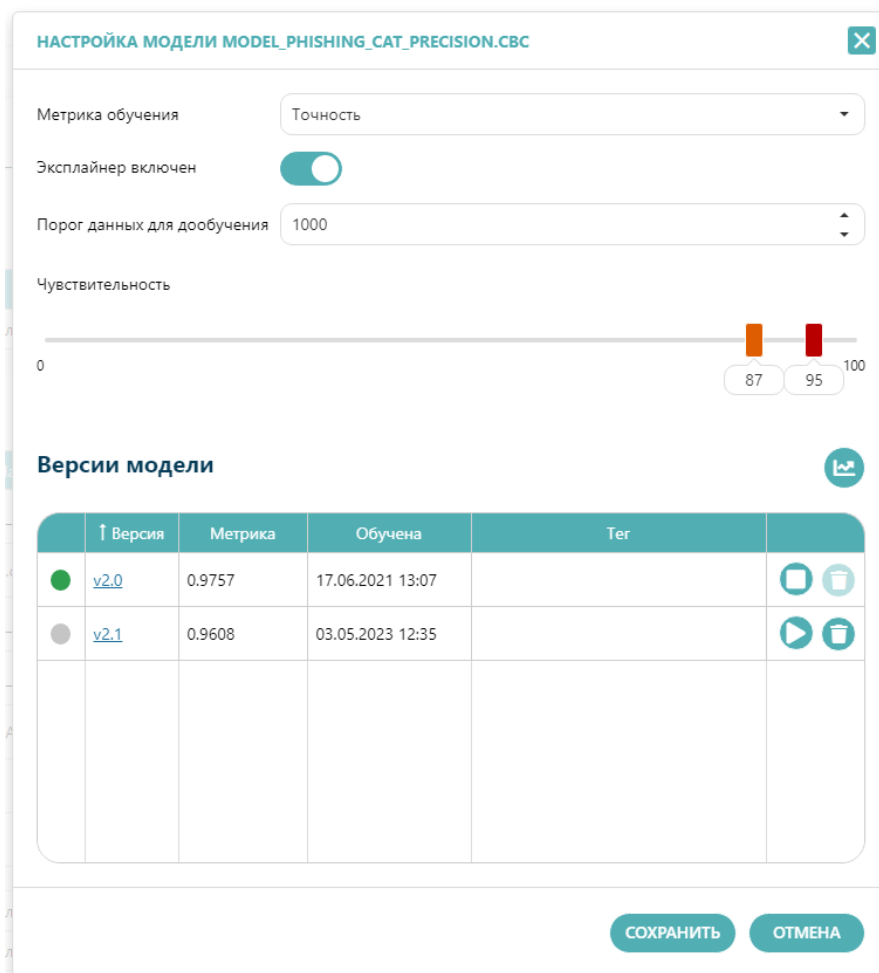 НАСТРОЙКА МОДЕЛИ MODEL_PHISHING_CAT_PRECISION.CBC
Метрика обучения Точность
Эксплайнер включен
Порог данных для дообучения 1000
Чувствительность
0 100
87 95
Версии модели
↑ Версия Метрика Обучена Тег
v2.0 0.9757 17.06.2021 13:07
v2.1 0.9608 03.05.2023 12:35
СОХРАНИТЬ ОТМЕНА